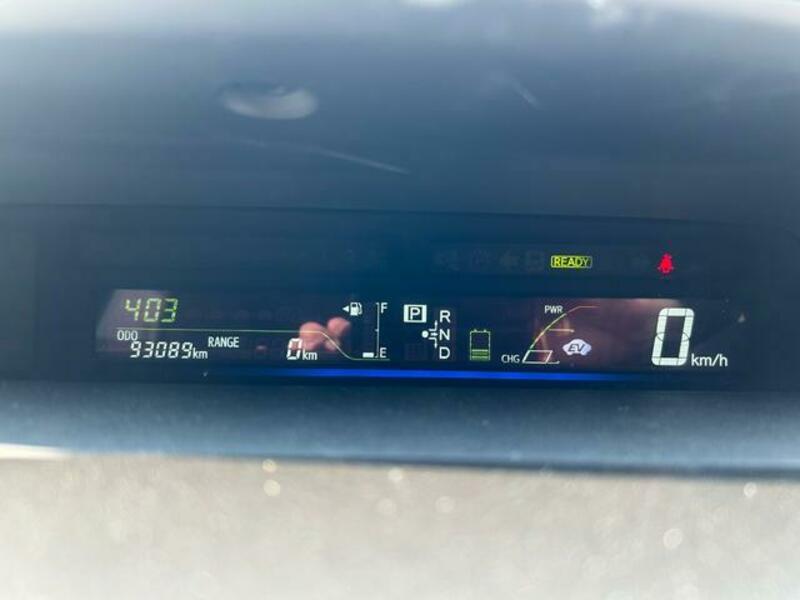 READY
403
F
P
R
PWR
0
ODO
N
EV
93089km
RANGE
0km
E
D
CHG
km/h